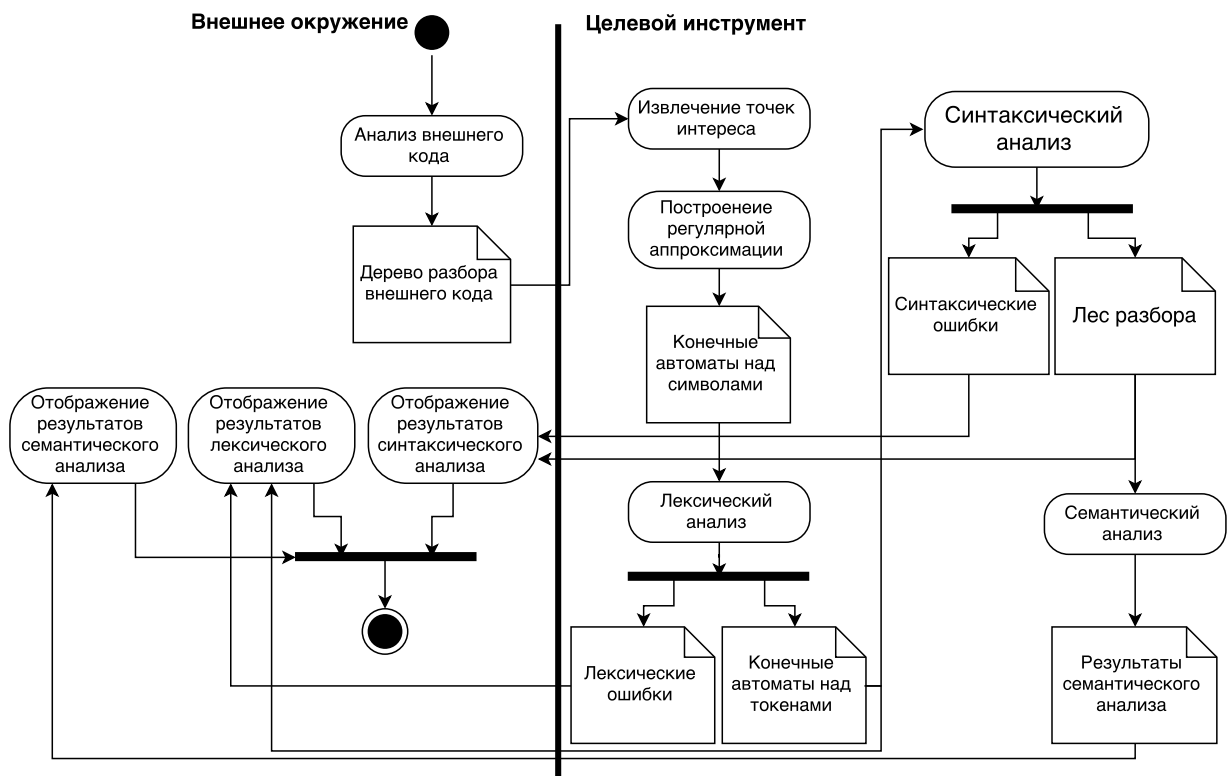 Внешнее окружение
Целевой инструмент
Анализ внешнего
кода
Дерево разбора
внешнего кода
Извлечение точек
интереса
Построенеие
регулярной
аппроксимации
Конечные
автоматы над
символами
Синтаксический
анализ
Синтаксические
ошибки
Лес разбора
Отображение
результатов
семантического
анализа
Отображение
результатов
лексического
анализа
Отображение
результатов
синтаксического
анализа
Лексический
анализ
Семантический
анализ
Лексические
ошибки
Конечные
автоматы над
токенами
Результаты
семантического
анализа